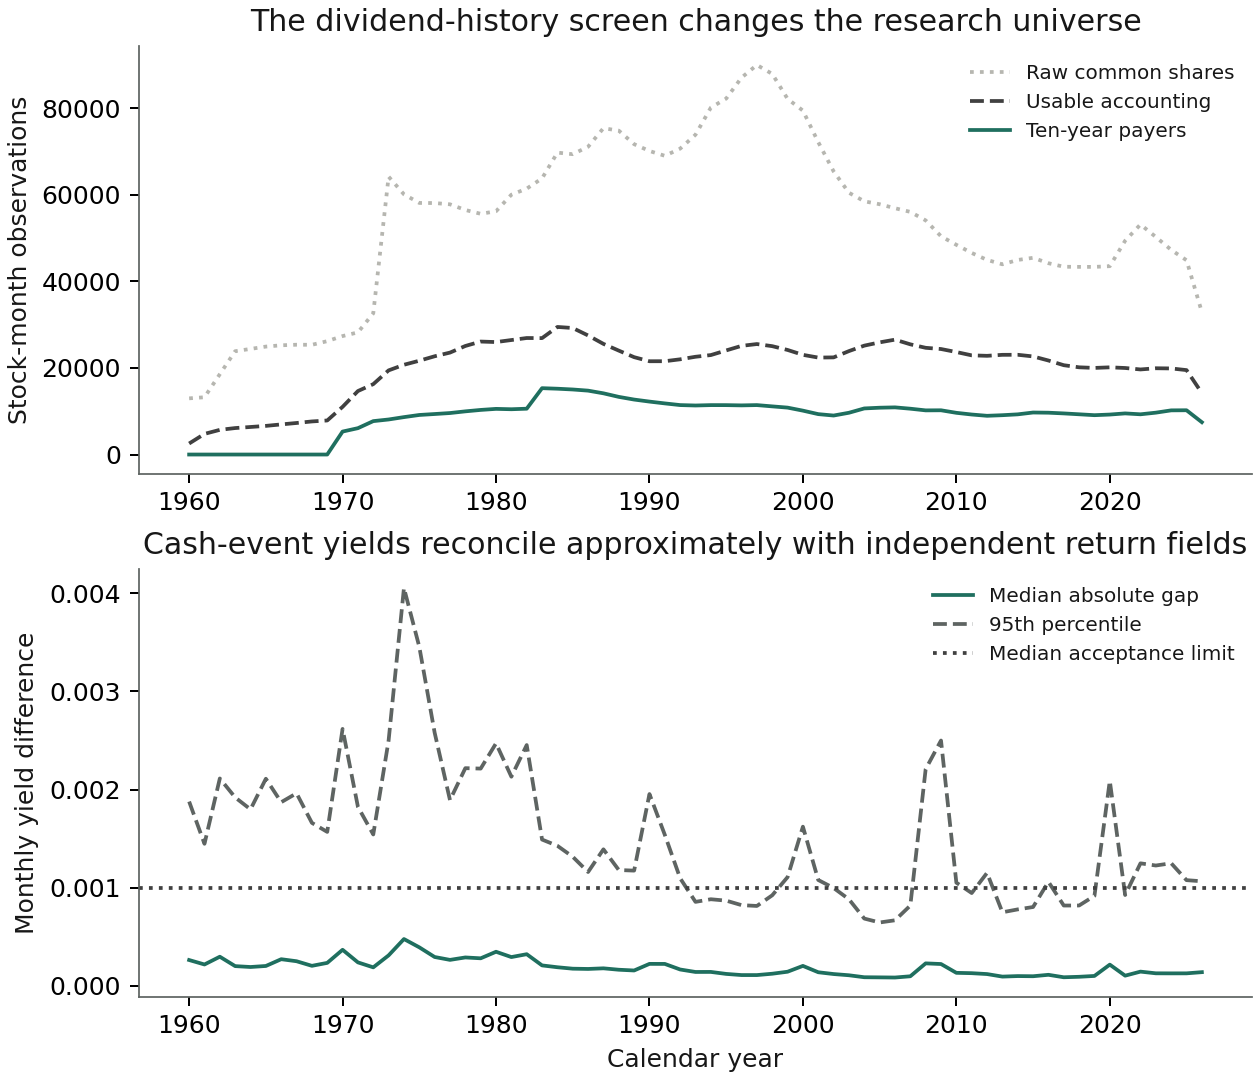 The dividend-history screen changes the research universe
Stock-month observations
80000
60000
40000
20000
0
Raw common shares
Usable accounting
Ten-year payers
1960 1970 1980 1990 2000 2010 2020
Cash-event yields reconcile approximately with independent return fields
Monthly yield difference
0.004
0.003
0.002
0.001
0.000
Median absolute gap
95th percentile
Median acceptance limit
1960 1970 1980 1990 2000 2010 2020
Calendar year